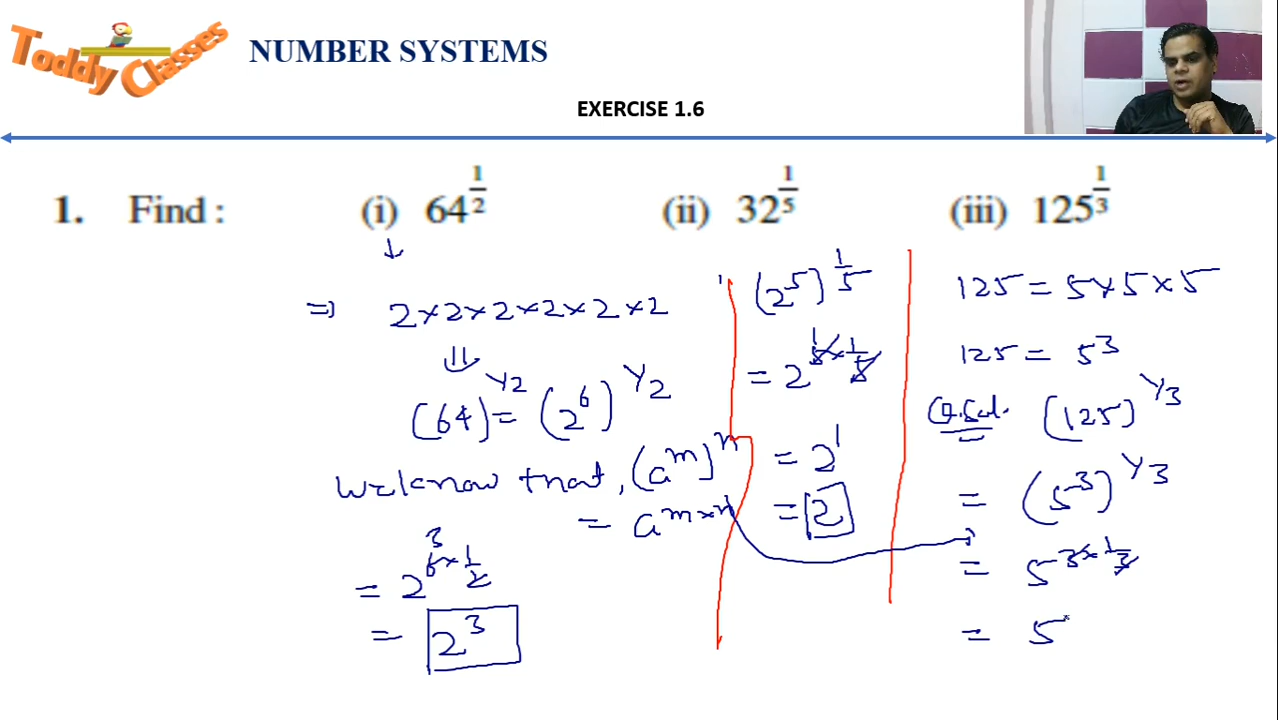 Toddy Classes
NUMBER SYSTEMS
EXERCISE 1.6
1. Find : (i) 64^(1/2) (ii) 32^(1/5) (iii) 125^(1/3)
⇒ 2×2×2×2×2×2
⇓
(64)^(1/2) = (2^6)^(1/2)
We know that, (a^m)^n
= a^(m×n)
= 2^(6×1/2) 3
= 2^3
(2^5)^(1/5)
= 2^(5×1/5) 1
= 2^1
= 2
125 = 5×5×5
125 = 5^3
(125)^(1/3)
= (5^3)^(1/3)
= 5^(3×1/3)
= 5